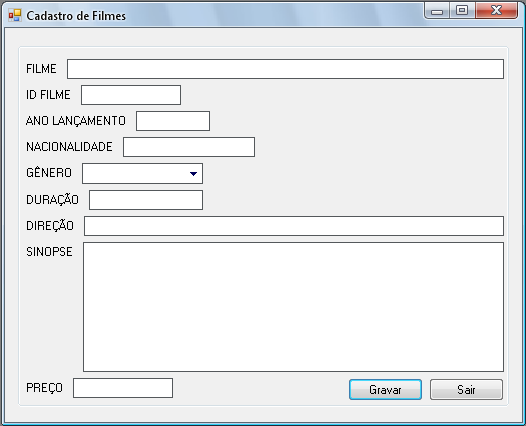 Cadastro de Filmes
FILME
ID FILME
ANO LANÇAMENTO
NACIONALIDADE
GÊNERO
DURAÇÃO
DIREÇÃO
SINOPSE
PREÇO
Gravar Sair